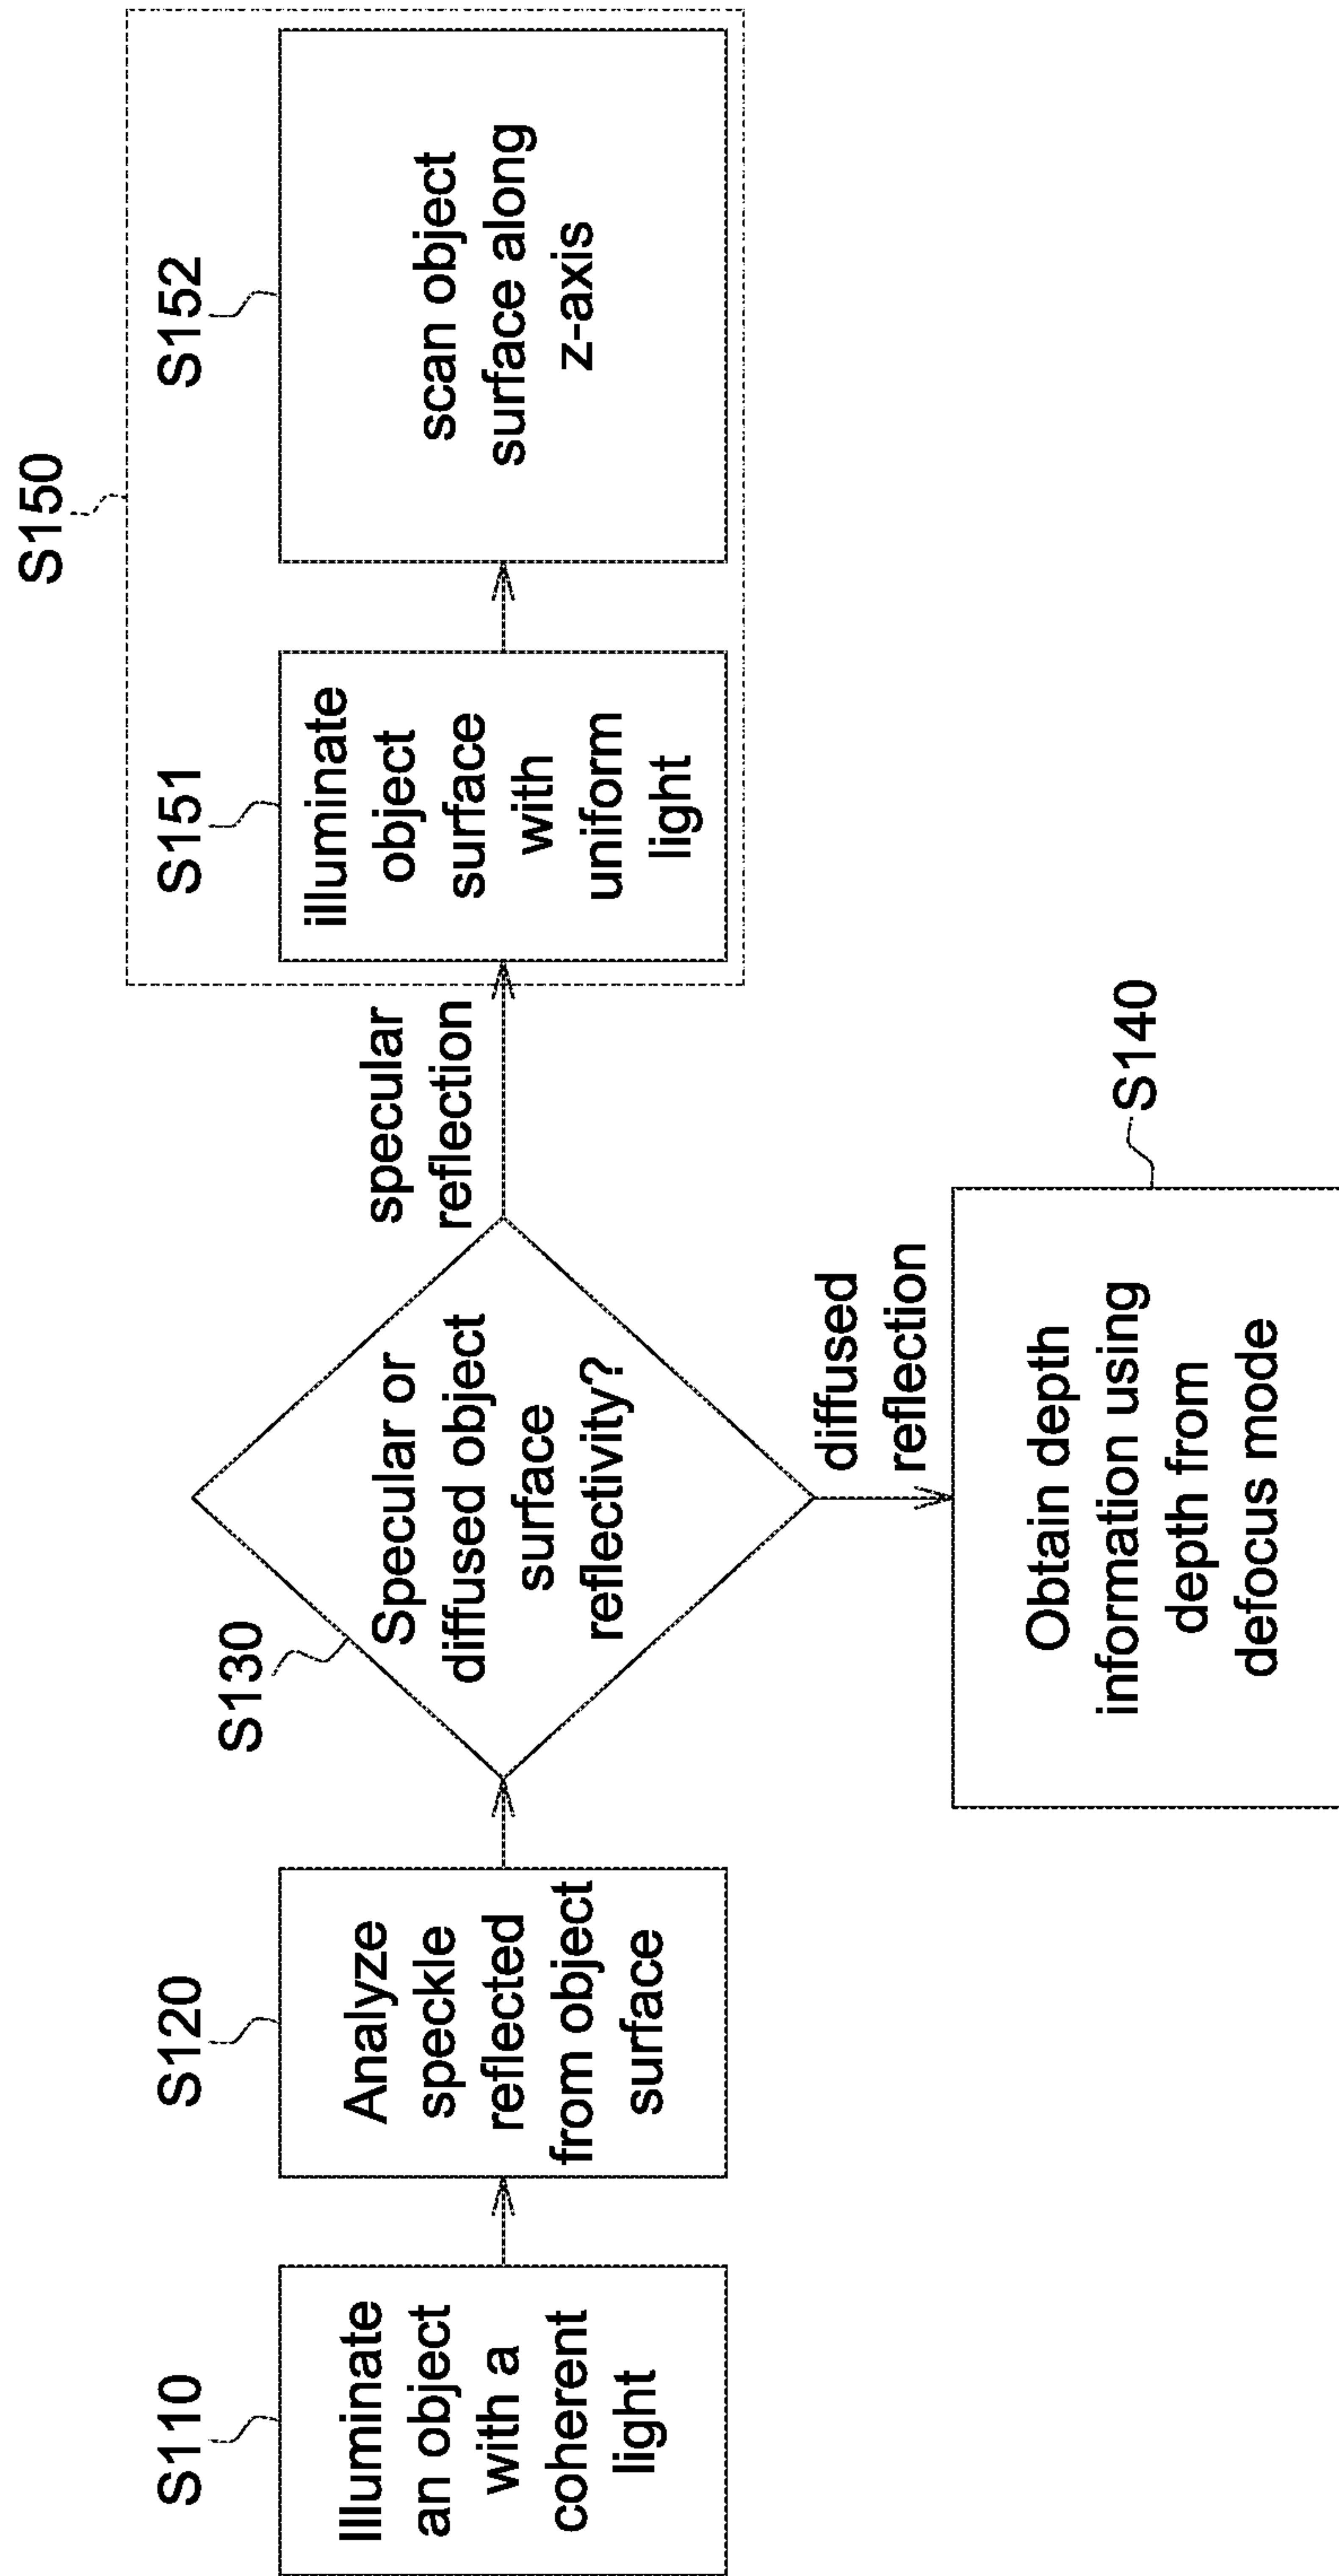 S110
Illuminate
an object
with a
coherent
light
S120
Analyze
speckle
reflected
from object
surface
S130
Specular or
diffused object
surface
reflectivity?
specular
reflection
S150
S151
illuminate
object
surface
with
uniform
light
S152
scan object
surface along
z-axis
diffused
reflection
S140
Obtain depth
information using
depth from
defocus mode